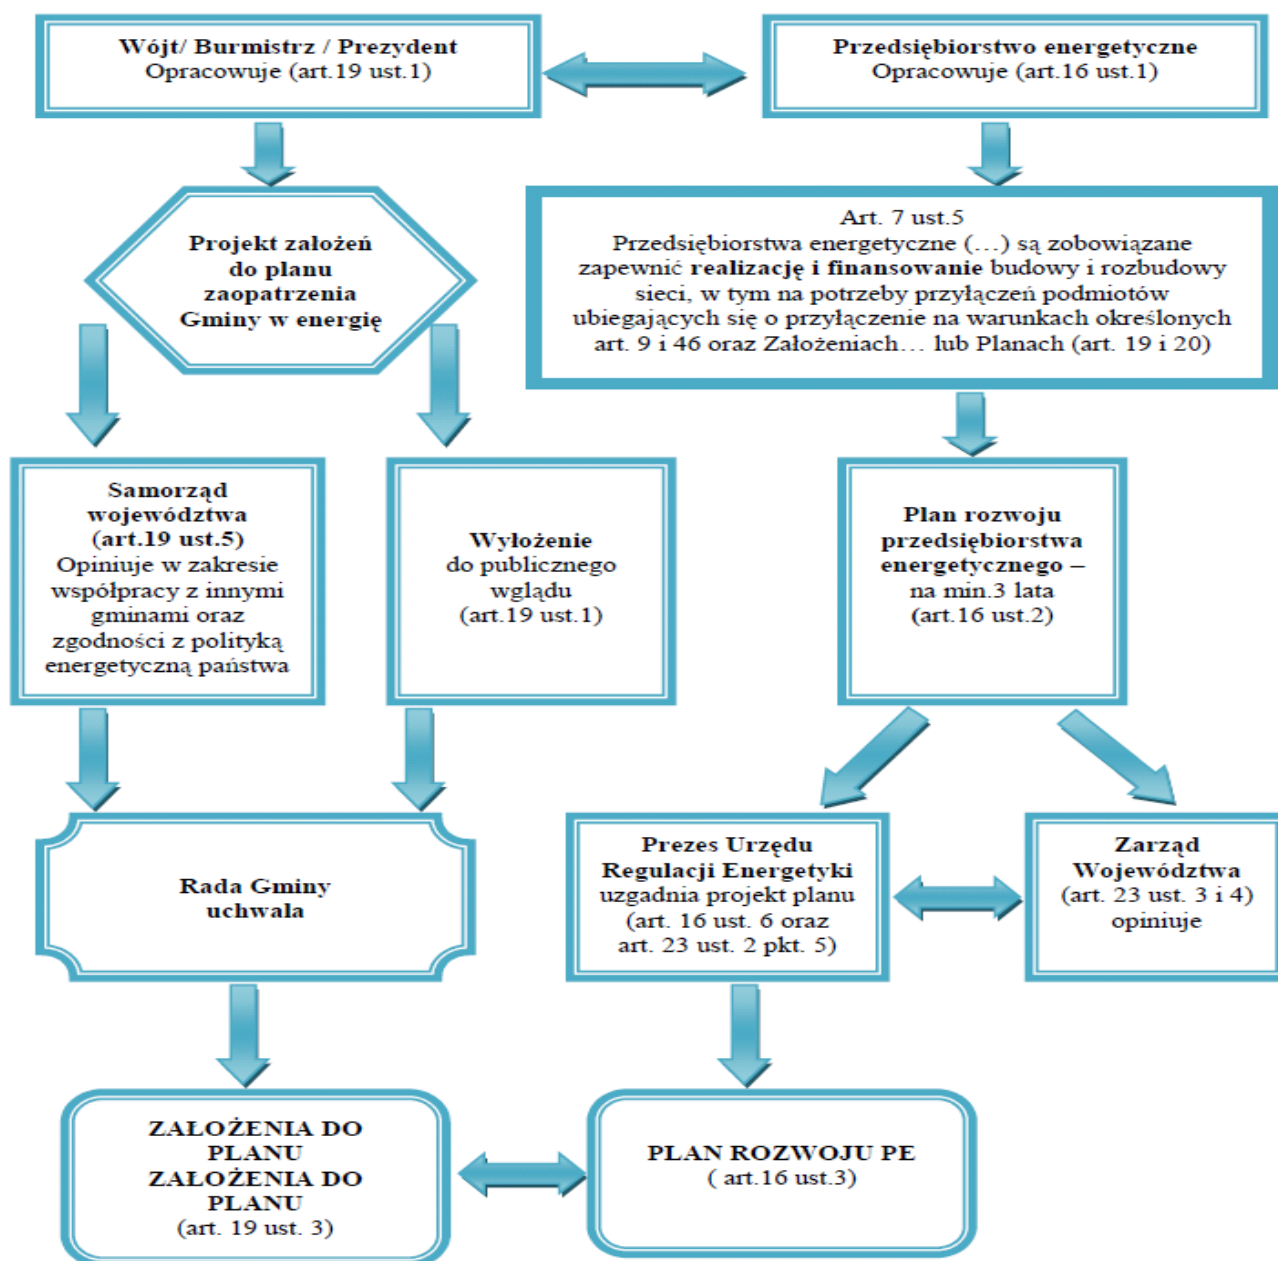 Wójt/ Burmistrz / Prezydent
Opracowuje (art.19 ust.1)
Przedsiębiorstwo energetyczne
Opracowuje (art.16 ust.1)
Projekt założeń
do planu
zaopatrzenia
Gminy w energię
Art. 7 ust.5
Przedsiębiorstwa energetyczne (…) są zobowiązane
zapewnić realizację i finansowanie budowy i rozbudowy
sieci, w tym na potrzeby przyłączeń podmiotów
ubiegających się o przyłączenie na warunkach określonych
art. 9 i 46 oraz Założeniach… lub Planach (art. 19 i 20)
Samorząd
województwa
(art.19 ust.5)
Opiniuje w zakresie
współpracy z innymi
gminami oraz
zgodności z polityką
energetyczną państwa
Wyłożenie
do publicznego
wglądu
(art.19 ust.1)
Plan rozwoju
przedsiębiorstwa
energetycznego –
na min.3 lata
(art.16 ust.2)
Rada Gminy
uchwala
Prezes Urzędu
Regulacji Energetyki
uzgadnia projekt planu
(art. 16 ust. 6 oraz
art. 23 ust. 2 pkt. 5)
Zarząd
Województwa
(art. 23 ust. 3 i 4)
opiniuje
ZAŁOŻENIA DO
PLANU
ZAŁOŻENIA DO
PLANU
(art. 19 ust. 3)
PLAN ROZWOJU PE
( art.16 ust.3)